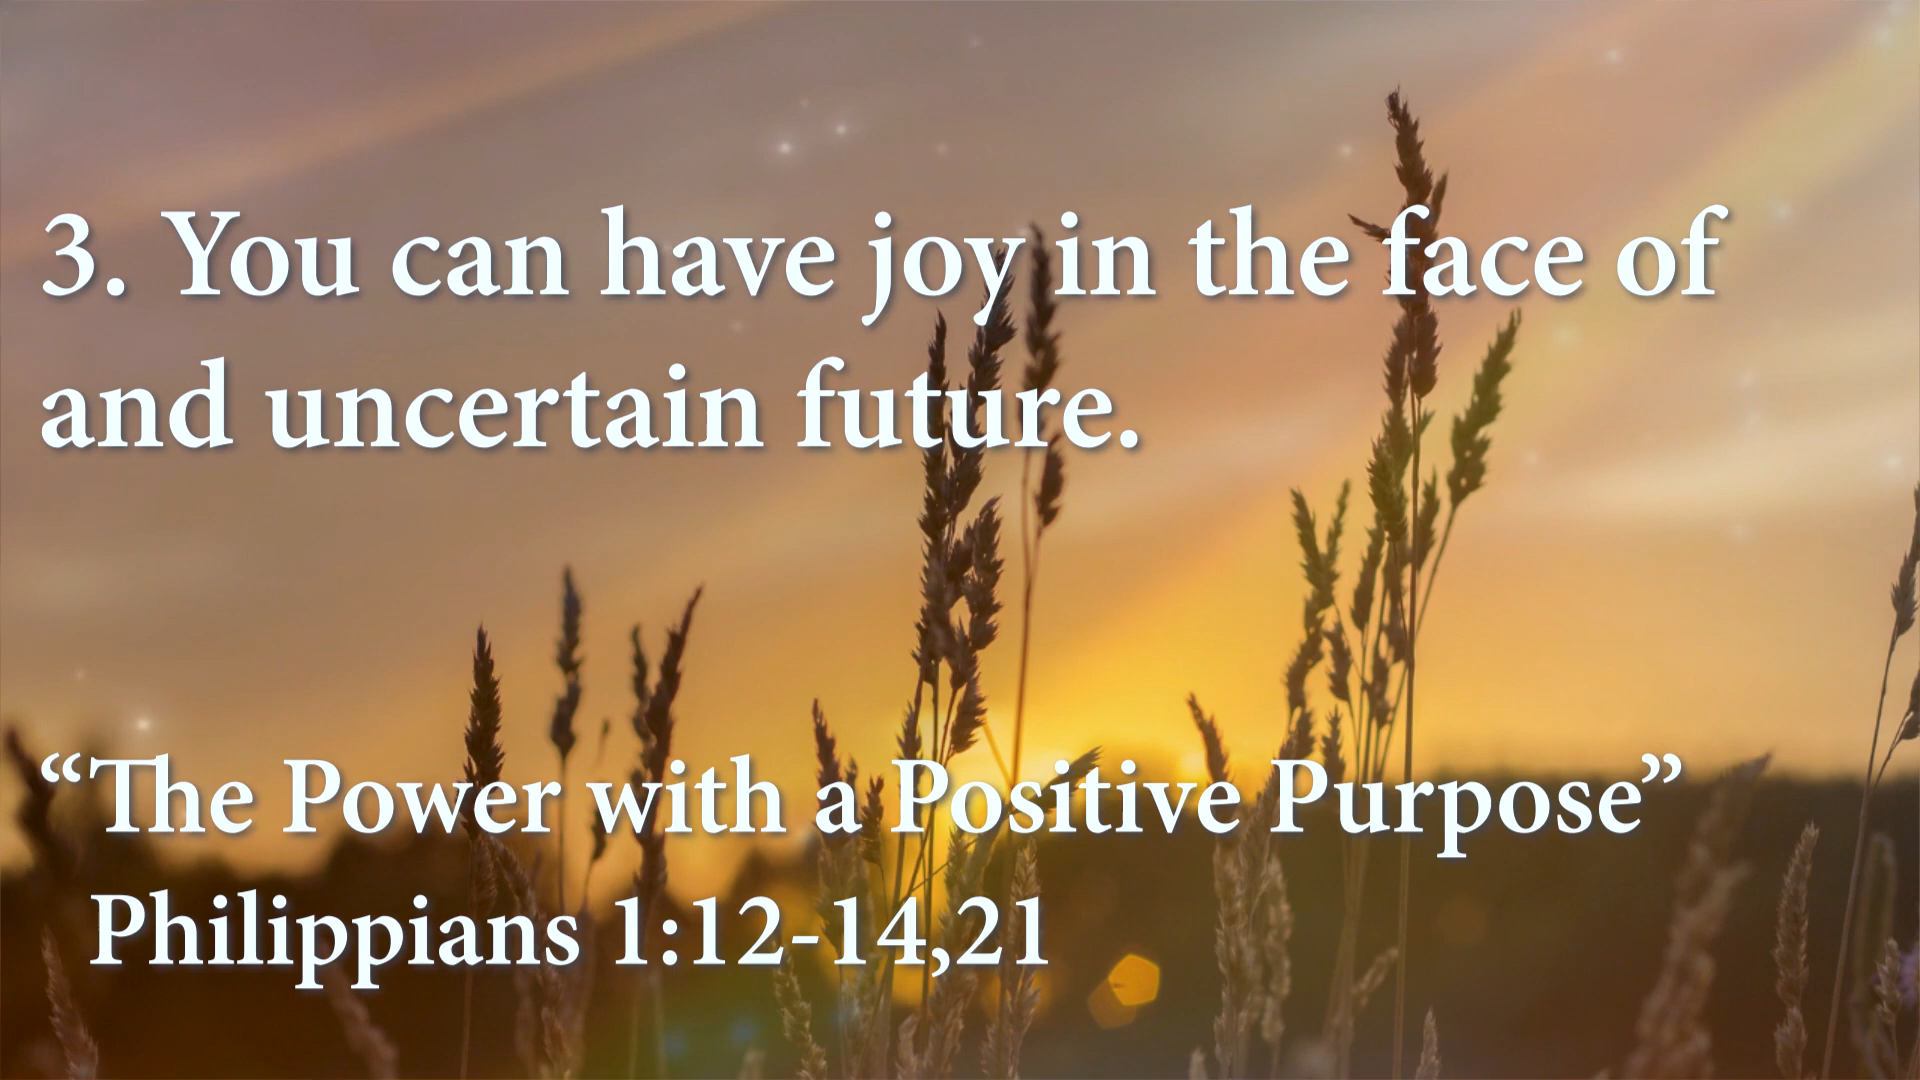 3. You can have joy in the face of
and uncertain future.
“The Power with a Positive Purpose”
Philippians 1:12-14,21